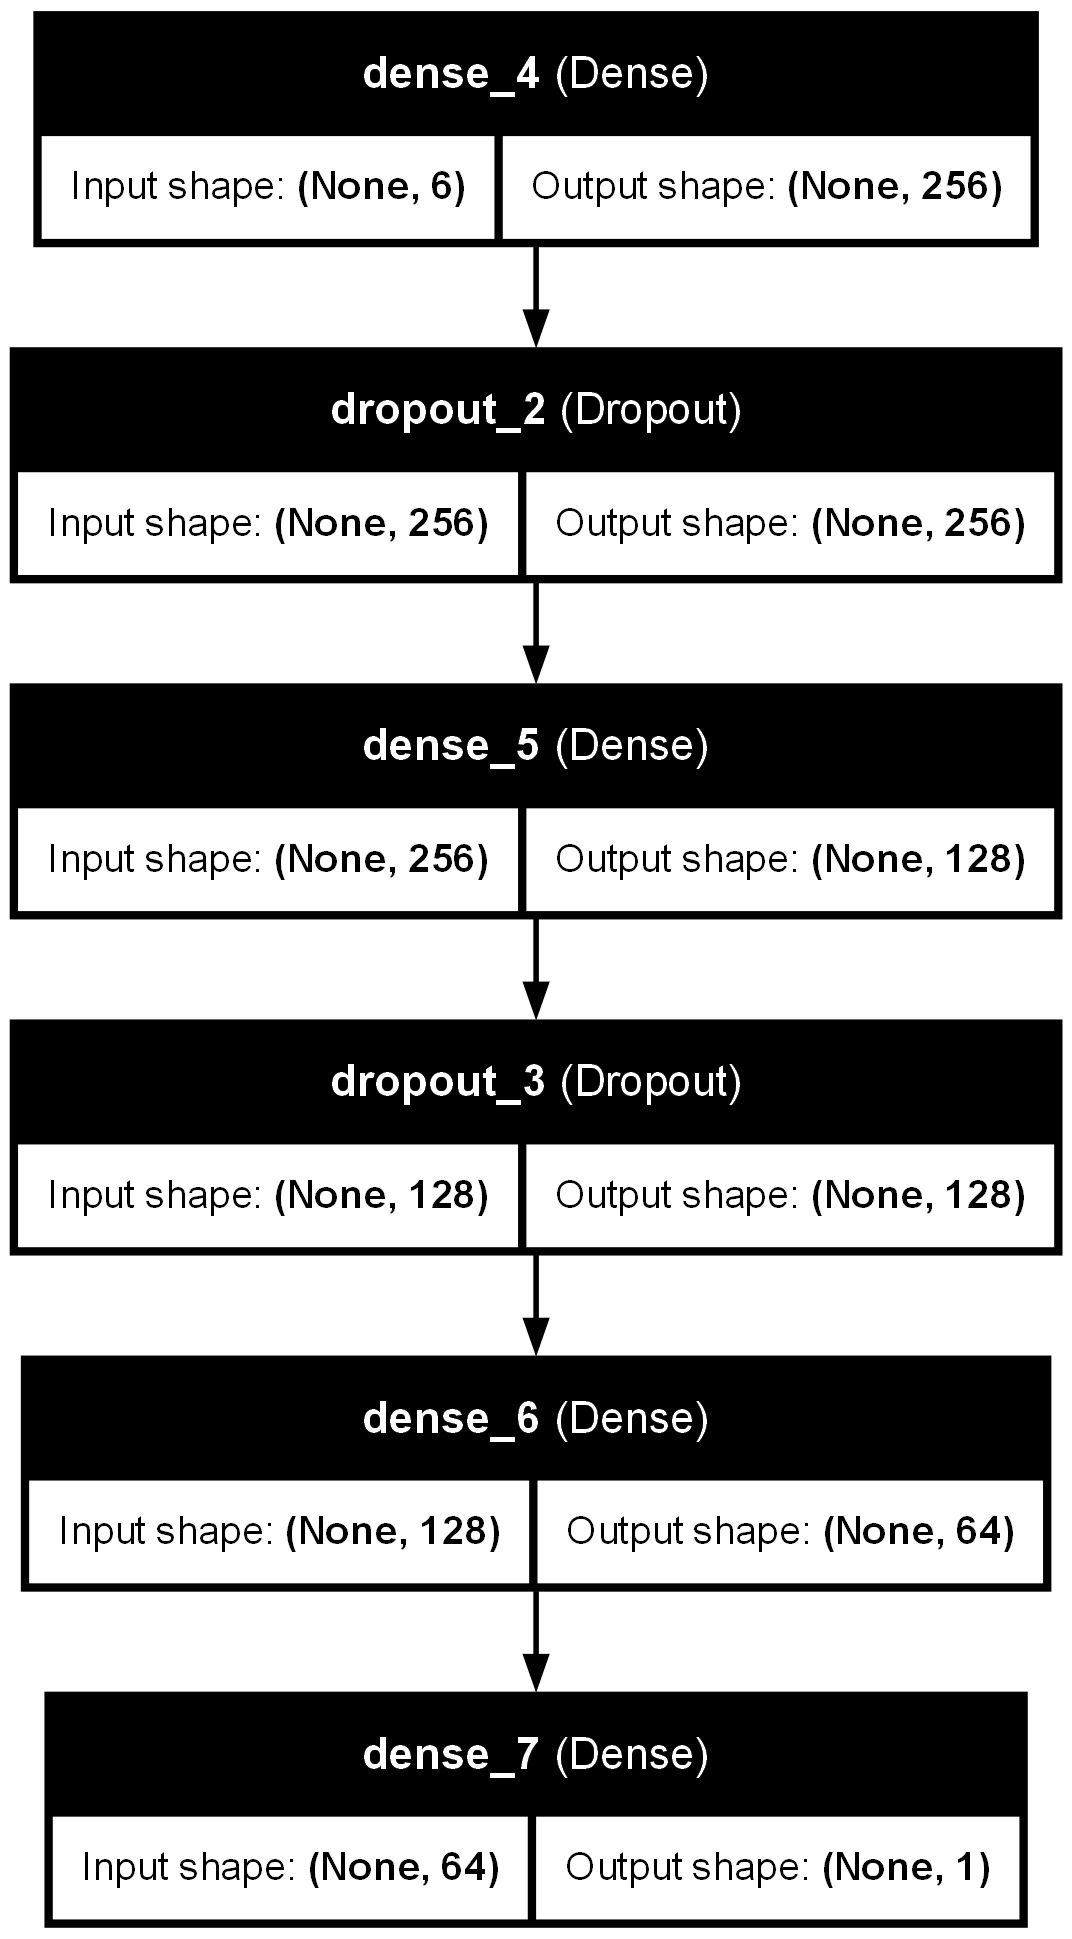 dense_4 (Dense)
Input shape: (None, 6) Output shape: (None, 256)
dropout_2 (Dropout)
Input shape: (None, 256) Output shape: (None, 256)
dense_5 (Dense)
Input shape: (None, 256) Output shape: (None, 128)
dropout_3 (Dropout)
Input shape: (None, 128) Output shape: (None, 128)
dense_6 (Dense)
Input shape: (None, 128) Output shape: (None, 64)
dense_7 (Dense)
Input shape: (None, 64) Output shape: (None, 1)